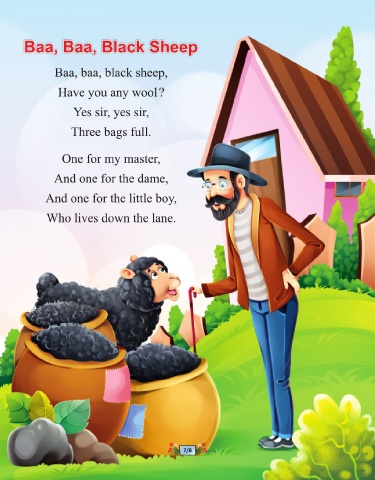 Baa, Baa, Black Sheep
Baa, baa, black sheep,
Have you any wool?
Yes sir, yes sir,
Three bags full.
One for my master,
And one for the dame,
And one for the little boy,
Who lives down the lane.
7/8